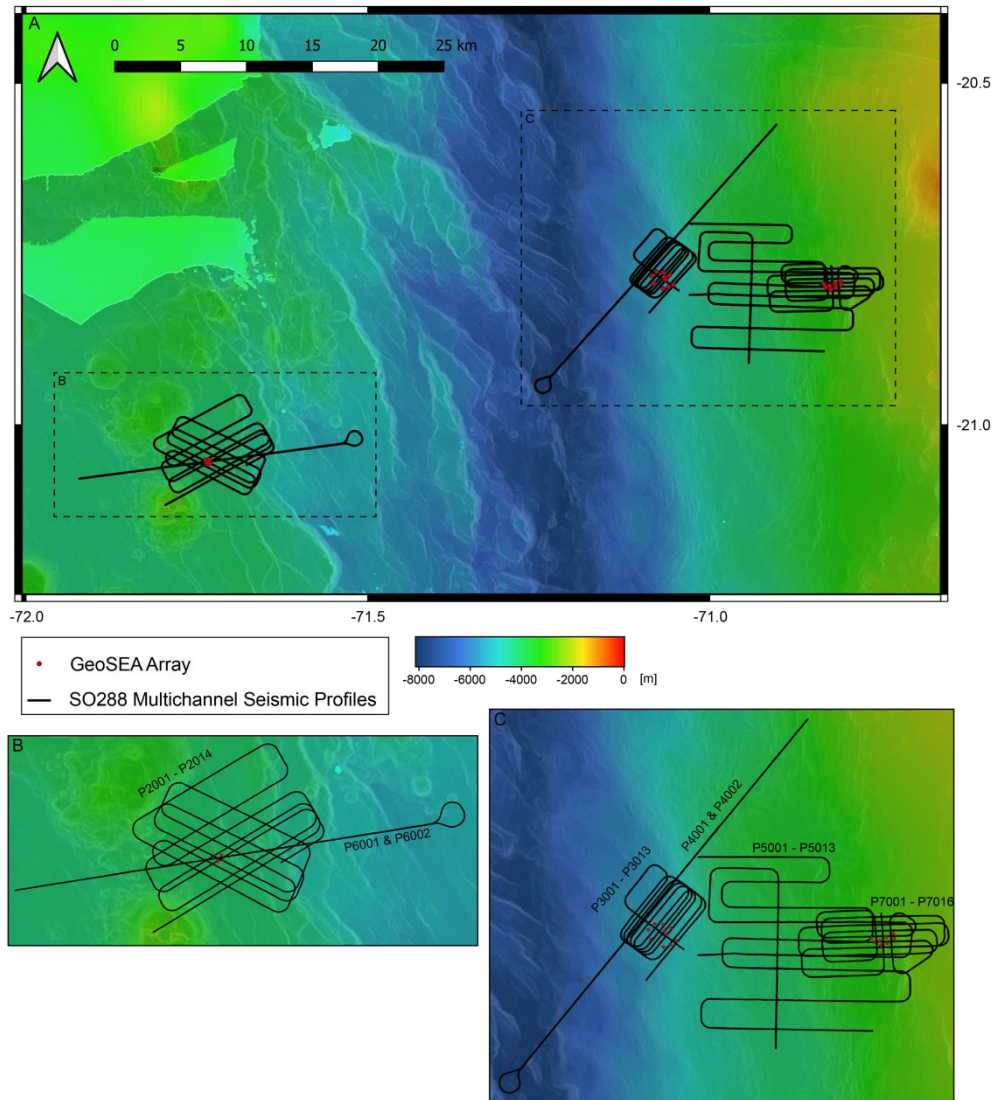 A
0 5 10 15 20 25 km
-20.5
C
-21.0
B
-72.0 -71.5 -71.0
GeoSEA Array
SO288 Multichannel Seismic Profiles
-8000 -6000 -4000 -2000 0 [m]
B
P2001 - P2014
P6001 & P6002
C
P4001 & P4002
P3001 - P3013
P5001 - P5013
P7001 - P7016